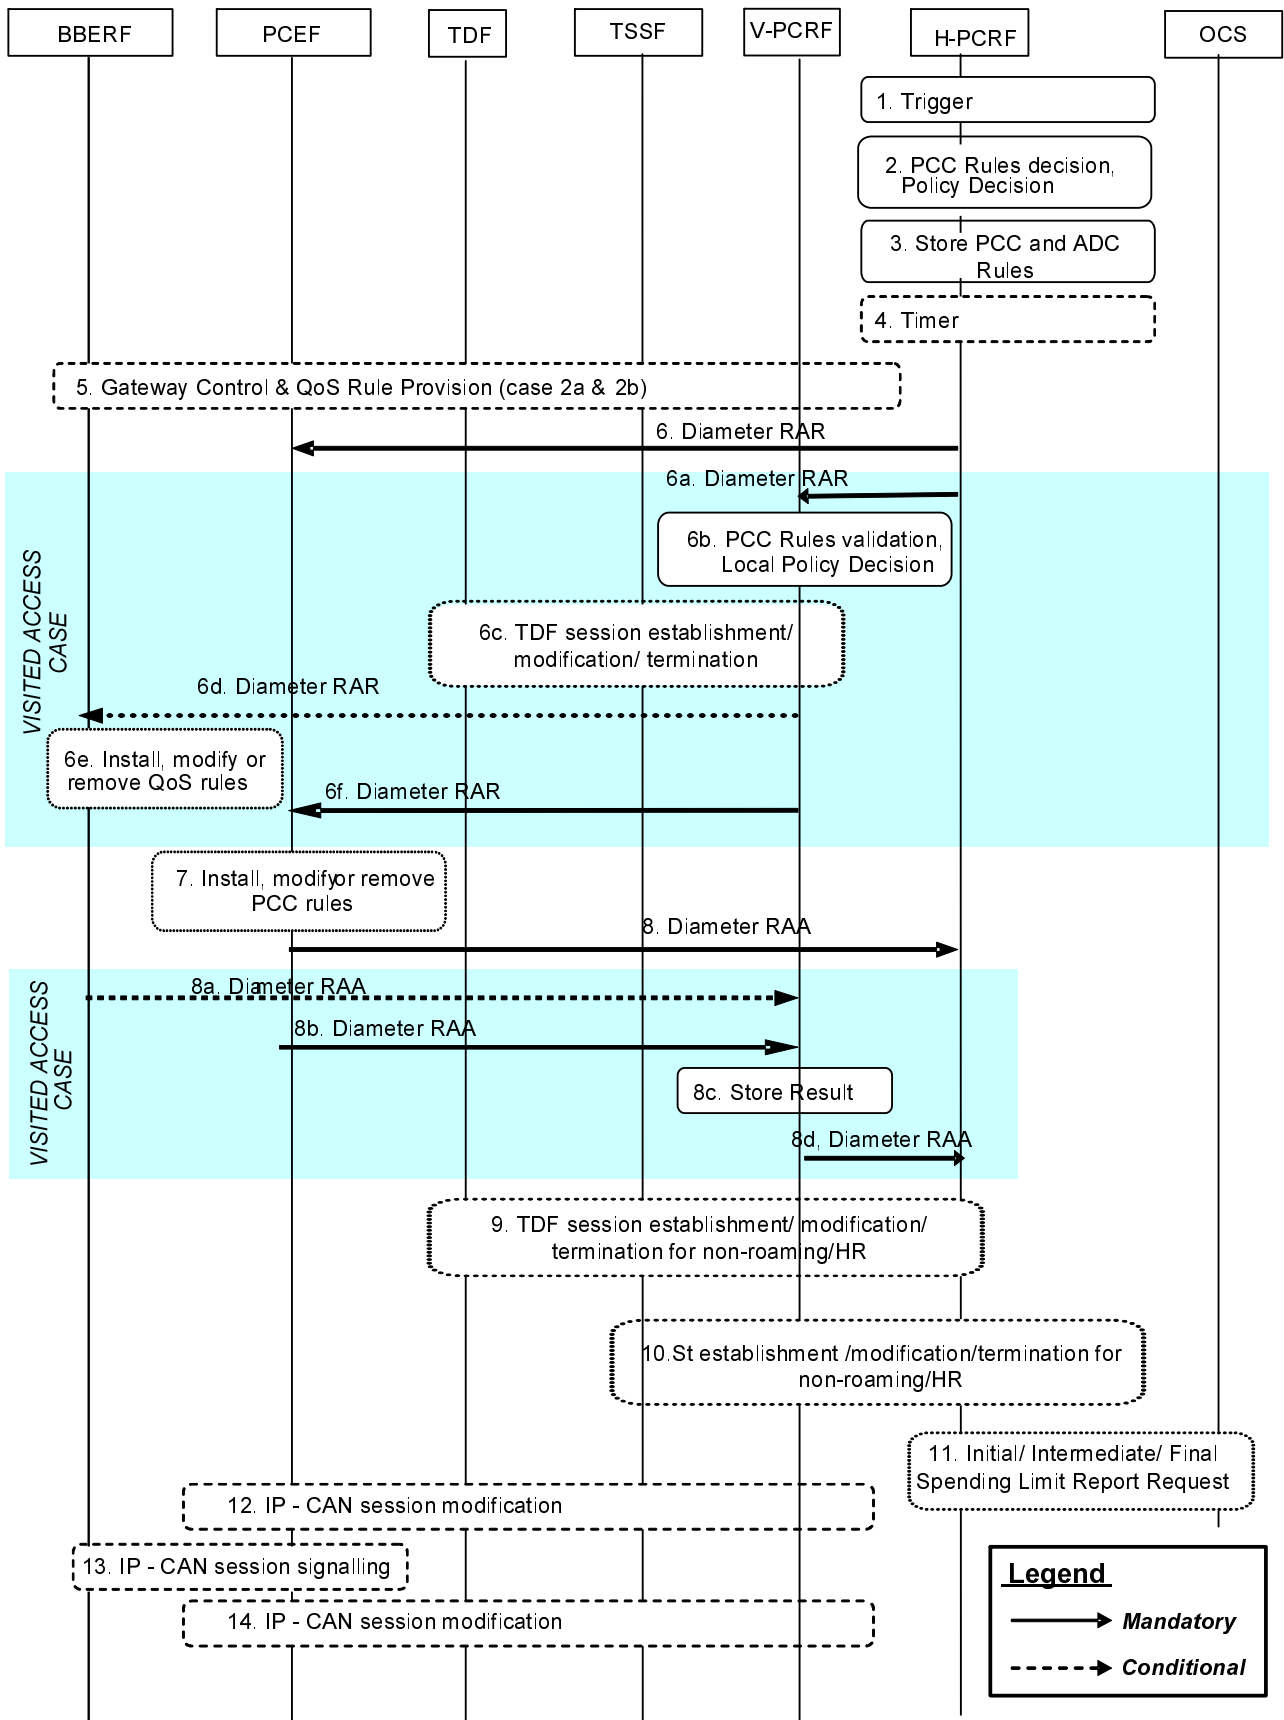 BBERF
PCEF
TDF
TSSF
V-PCRF
H-PCRF
OCS
1. Trigger
2. PCC Rules decision,
Policy Decision
3. Store PCC and ADC
Rules
4. Timer
5. Gateway Control & QoS Rule Provision (case 2a & 2b)
6. Diameter RAR
VISITED ACCESS
CASE
6a. Diameter RAR
6b. PCC Rules validation,
Local Policy Decision
6c. TDF session establishment/
modification/ termination
6d. Diameter RAR
6e. Install, modify or
remove QoS rules
6f. Diameter RAR
7. Install, modify or remove
PCC rules
8. Diameter RAA
VISITED ACCESS
CASE
8a. Diameter RAA
8b. Diameter RAA
8c. Store Result
8d, Diameter RAA
9. TDF session establishment/ modification/
termination for non-roaming/HR
10.St establishment /modification/termination for
non-roaming/HR
11. Initial/ Intermediate/ Final
Spending Limit Report Request
12. IP - CAN session modification
13. IP - CAN session signalling
14. IP - CAN session modification
Legend
Mandatory
Conditional